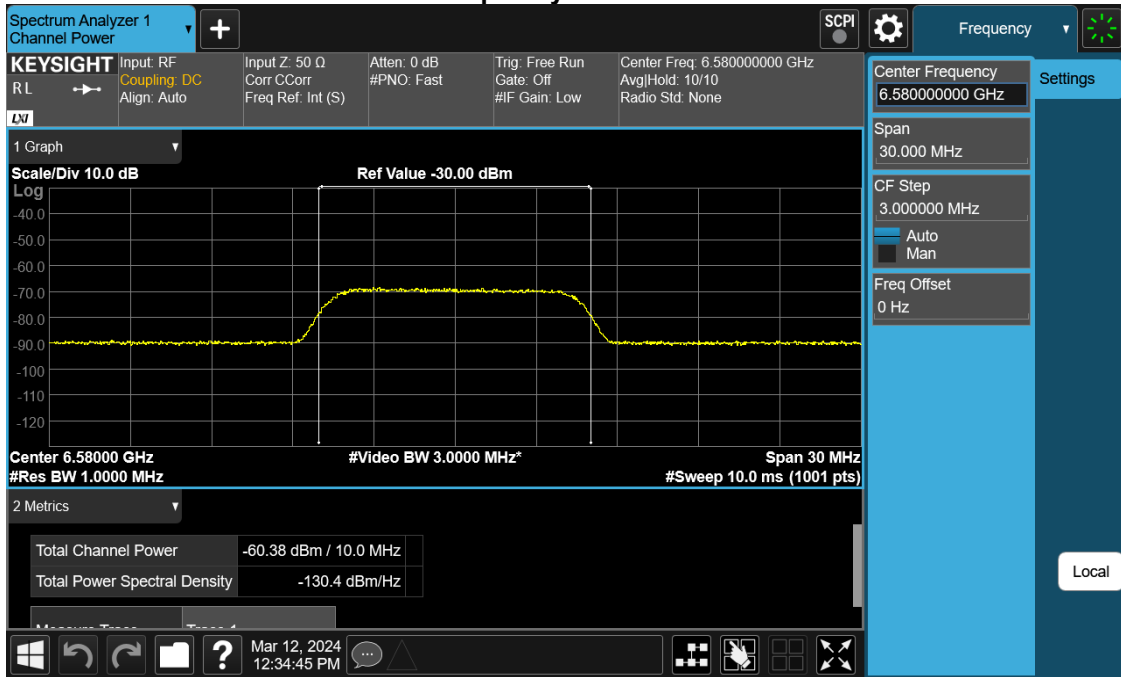 Spectrum Analyzer 1
Channel Power
SCPI
Frequency
KEYSIGHT
RL
LXI
Input: RF
Coupling: DC
Align: Auto
Input Z: 50 Ω
Corr CCorr
Freq Ref: Int (S)
Atten: 0 dB
#PNO: Fast
Trig: Free Run
Gate: Off
#IF Gain: Low
Center Freq: 6.580000000 GHz
Avg|Hold: 10/10
Radio Std: None
Center Frequency
6.580000000 GHz
Settings
Span
30.000 MHz
CF Step
3.000000 MHz
Auto
Man
Freq Offset
0 Hz
Local
1 Graph
Scale/Div 10.0 dB
Ref Value -30.00 dBm
Log
-40.0
-50.0
-60.0
-70.0
-80.0
-90.0
-100
-110
-120
Center 6.58000 GHz
#Video BW 3.0000 MHz*
Span 30 MHz
#Res BW 1.0000 MHz
#Sweep 10.0 ms (1001 pts)
2 Metrics
Total Channel Power -60.38 dBm / 10.0 MHz
Total Power Spectral Density -130.4 dBm/Hz
Mar 12, 2024
12:34:45 PM